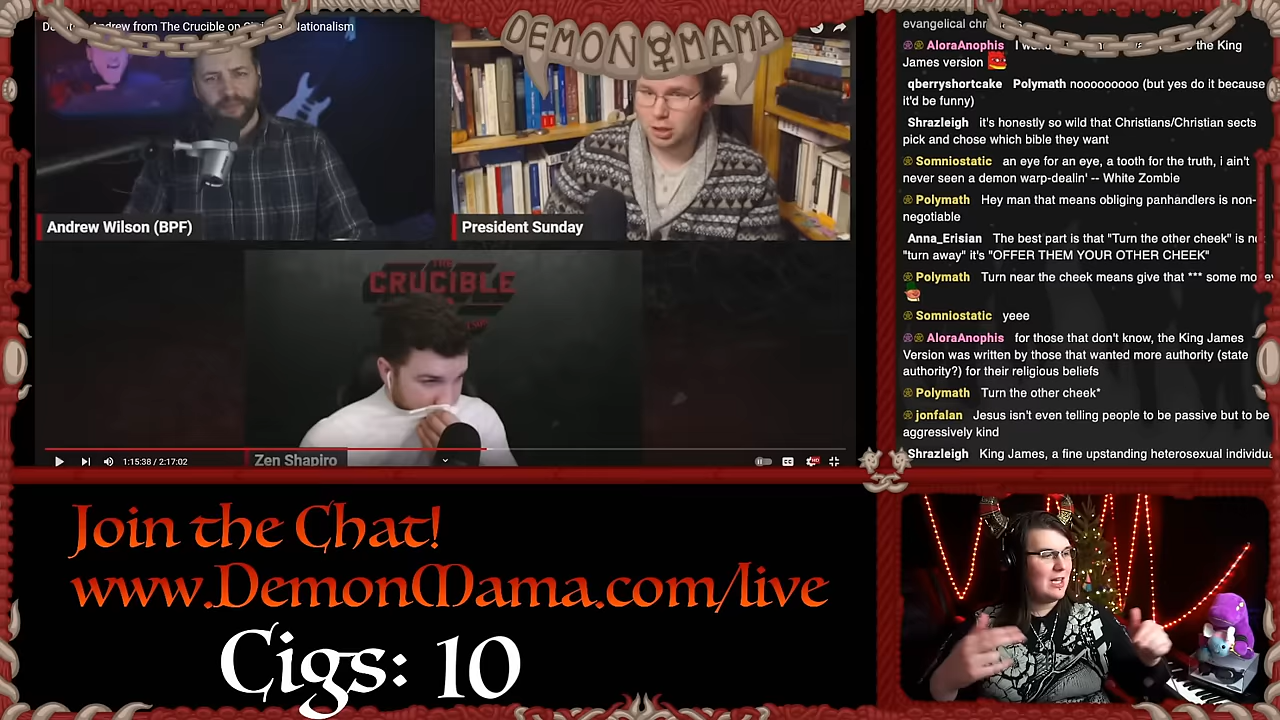 Andrew from The Crucible on
Nationalism
DEMON MAMA
Andrew Wilson (BPF)
President Sunday
THE
CRUCIBLE
1:15:38 / 2:17:02
Zen Shapiro
HD
evangelical
AloraAnophis the King
James version
qberryshortcake Polymath nooooooooo (but yes do it because
it'd be funny)
Shrazleigh it's honestly so wild that Christians/Christian sects
pick and chose which bible they want
Somniostatic an eye for an eye, a tooth for the truth, i ain't
never seen a demon warp-dealin' -- White Zombie
Polymath Hey man that means obliging panhandlers is non-
negotiable
Anna_Erisian The best part is that "Turn the other cheek" is
"turn away" it's "OFFER THEM YOUR OTHER CHEEK"
Polymath Turn near the cheek means give that *** some
Somniostatic yeee
AloraAnophis for those that don't know, the King James
Version was written by those that wanted more authority (state
authority?) for their religious beliefs
Polymath Turn the other cheek*
jonfalan Jesus isn't even telling people to be passive but to be
aggressively kind
Shrazleigh King James, a fine upstanding heterosexual
Join the Chat!
www.DemonMama.com/live
Cigs: 10